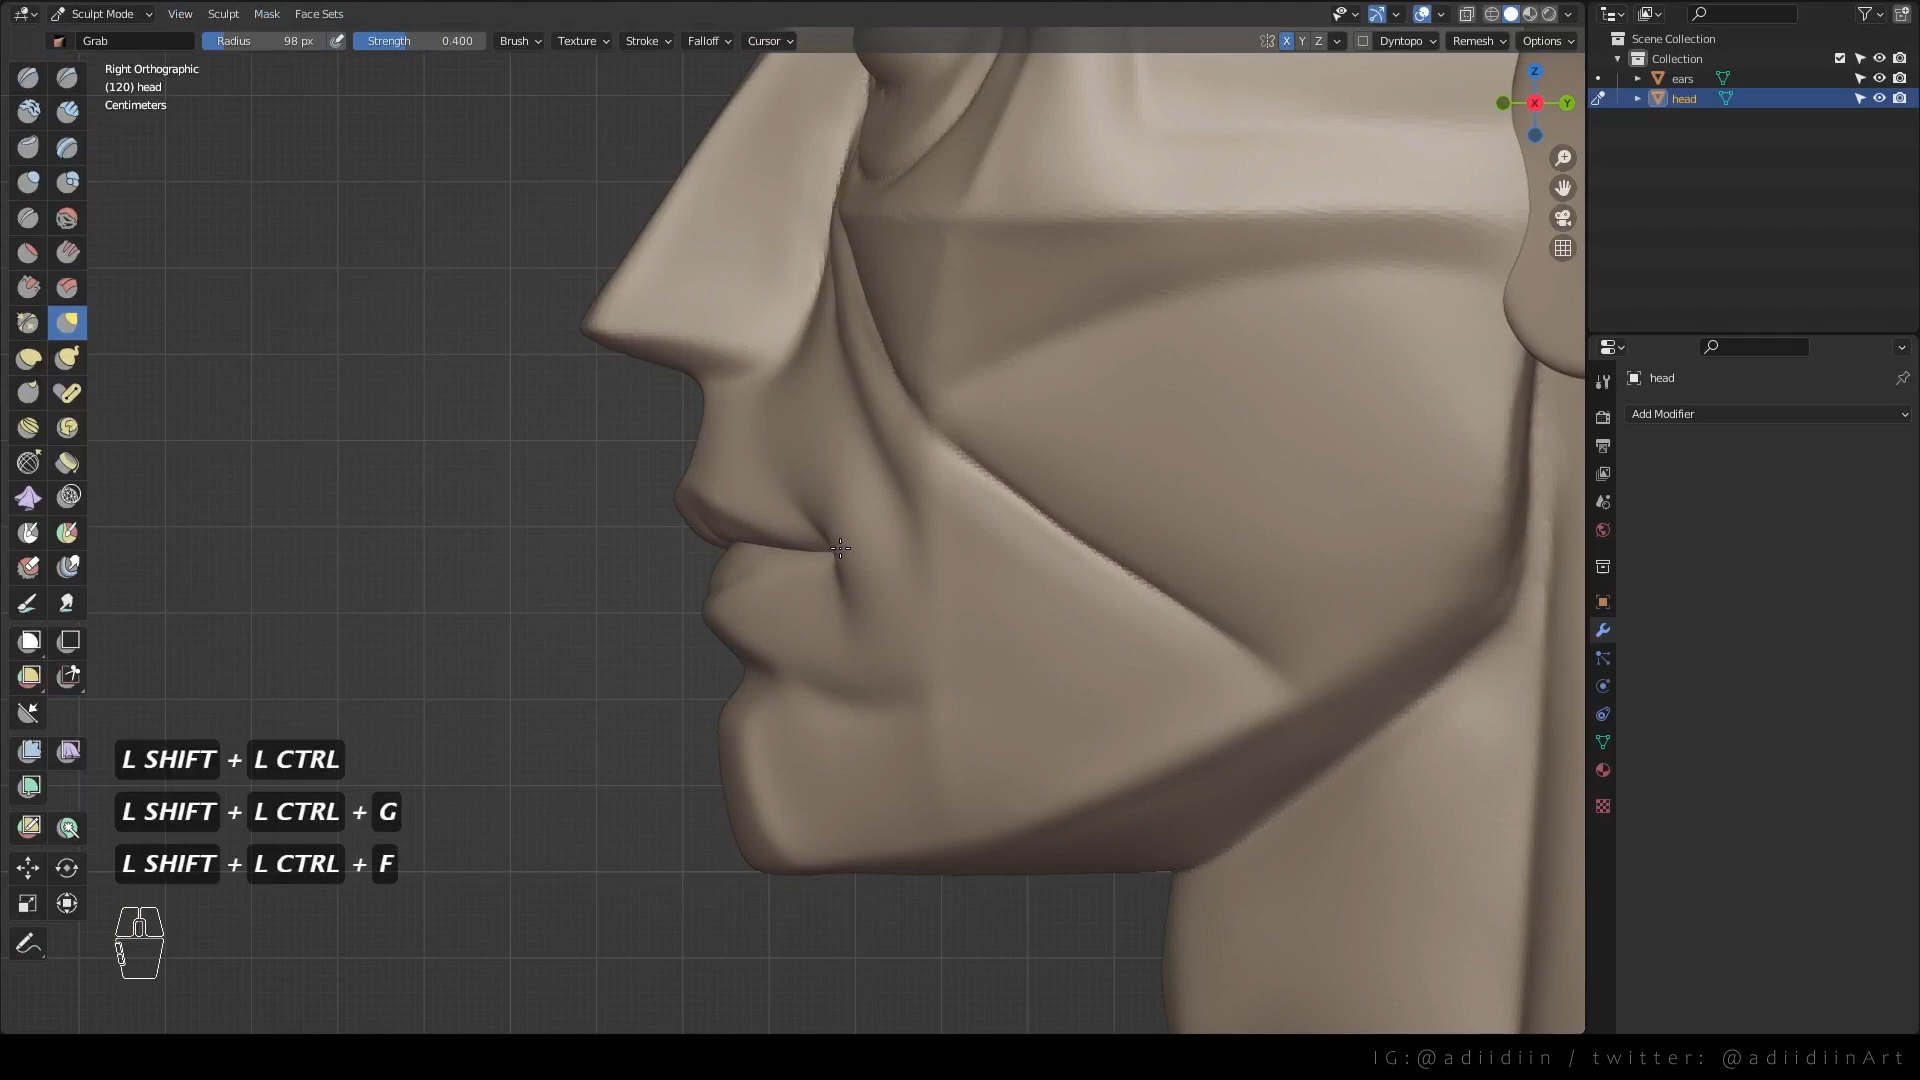 Sculpt Mode View Sculpt Mask Face Sets
Grab Radius 98 px Strength 0.400 Brush Texture Stroke Falloff Cursor X Y Z Dyntopo Remesh Options
Right Orthographic
(120) head
Centimeters
Z
X Y
Scene Collection
Collection
ears
head
head
Add Modifier
L SHIFT + L CTRL
L SHIFT + L CTRL + G
L SHIFT + L CTRL + F
IG:@adiidiin / twitter: @adiidiinArt